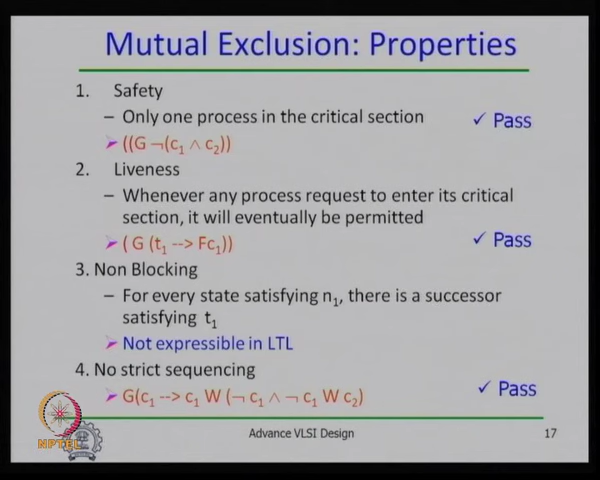 Mutual Exclusion: Properties
1. Safety
– Only one process in the critical section
✓ Pass
➢ ((G ¬(c₁ ∧ c₂))
2. Liveness
– Whenever any process request to enter its critical
section, it will eventually be permitted
➢ ( G (t₁ --> Fc₁))
✓ Pass
3. Non Blocking
– For every state satisfying n₁, there is a successor
satisfying t₁
➢ Not expressible in LTL
4. No strict sequencing
➢ G(c₁ --> c₁ W (¬ c₁ ∧ ¬ c₁ W c₂)
✓ Pass
NPTEL
Advance VLSI Design
17